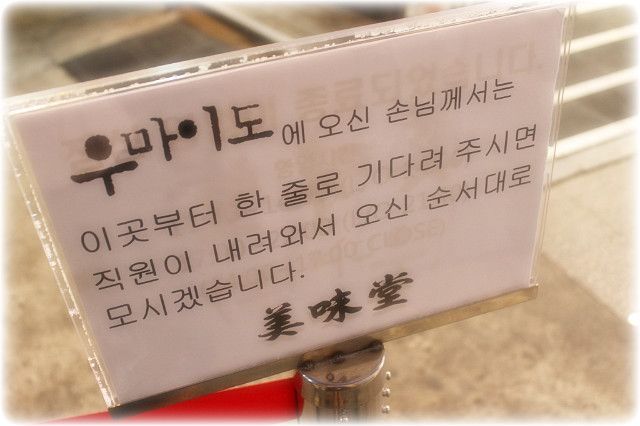 우마이도에 오신 손님께서는
이곳부터 한 줄로 기다려 주시면
직원이 내려와서 오신 순서대로
모시겠습니다.
美味堂